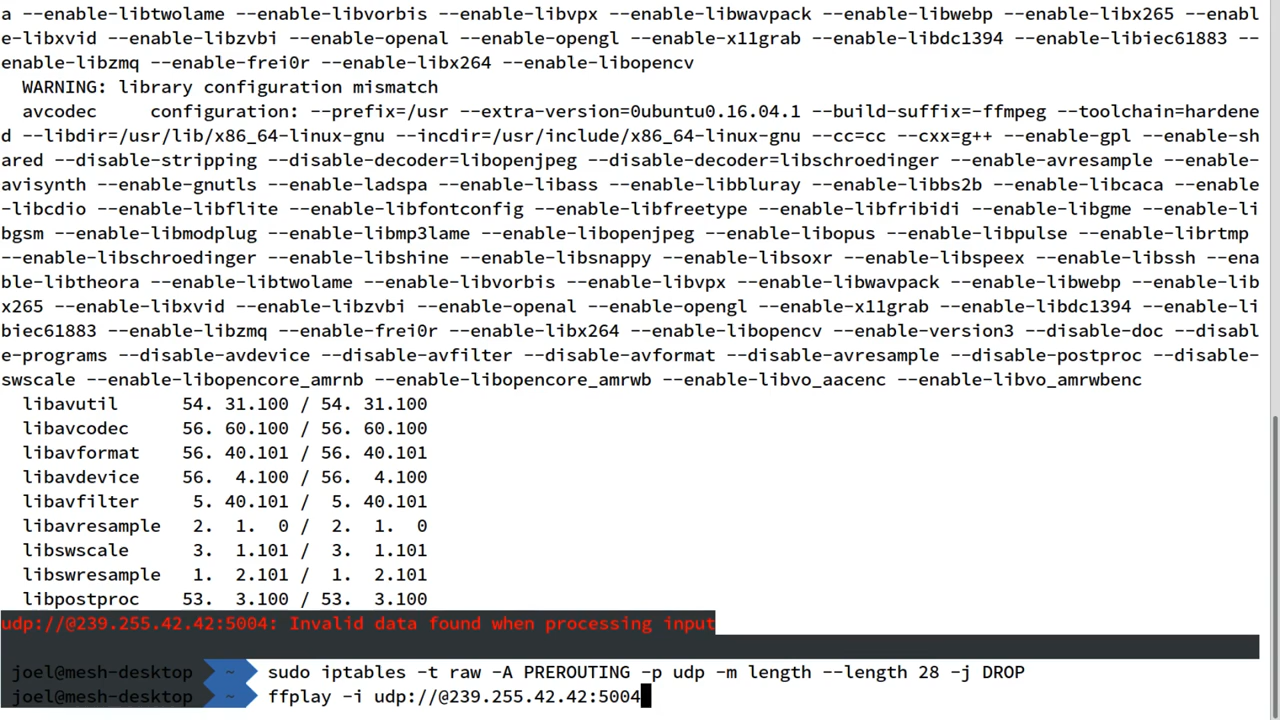 a --enable-libtwolame --enable-libvorbis --enable-libvpx --enable-libwavpack --enable-libwebp --enable-libx265 --enabl
e-libxvid --enable-libzvbi --enable-openal --enable-opengl --enable-x11grab --enable-libdc1394 --enable-libiec61883 --
enable-libzmq --enable-frei0r --enable-libx264 --enable-libopencv
WARNING: library configuration mismatch
avcodec     configuration: --prefix=/usr --extra-version=0ubuntu0.16.04.1 --build-suffix=-ffmpeg --toolchain=hardene
d --libdir=/usr/lib/x86_64-linux-gnu --incdir=/usr/include/x86_64-linux-gnu --cc=cc --cxx=g++ --enable-gpl --enable-sh
ared --disable-stripping --disable-decoder=libopenjpeg --disable-decoder=libschroedinger --enable-avresample --enable-
avisynth --enable-gnutls --enable-ladspa --enable-libass --enable-libbluray --enable-libbs2b --enable-libcaca --enable
-libcdio --enable-libflite --enable-libfontconfig --enable-libfreetype --enable-libfribidi --enable-libgme --enable-li
bgsm --enable-libmodplug --enable-libmp3lame --enable-libopenjpeg --enable-libopus --enable-libpulse --enable-librtmp
--enable-libschroedinger --enable-libshine --enable-libsnappy --enable-libsoxr --enable-libspeex --enable-libssh --ena
ble-libtheora --enable-libtwolame --enable-libvorbis --enable-libvpx --enable-libwavpack --enable-libwebp --enable-lib
x265 --enable-libxvid --enable-libzvbi --enable-openal --enable-opengl --enable-x11grab --enable-libdc1394 --enable-li
biec61883 --enable-libzmq --enable-frei0r --enable-libx264 --enable-libopencv --enable-version3 --disable-doc --disabl
e-programs --disable-avdevice --disable-avfilter --disable-avformat --disable-avresample --disable-postproc --disable-
swscale --enable-libopencore_amrnb --enable-libopencore_amrwb --enable-libvo_aacenc --enable-libvo_amrwbenc
libavutil      54. 31.100 / 54. 31.100
libavcodec     56. 60.100 / 56. 60.100
libavformat    56. 40.101 / 56. 40.101
libavdevice    56.  4.100 / 56.  4.100
libavfilter     5. 40.101 /  5. 40.101
libavresample   2.  1.  0 /  2.  1.  0
libswscale      3.  1.101 /  3.  1.101
libswresample   1.  2.101 /  1.  2.101
libpostproc    53.  3.100 / 53.  3.100
udp://@239.255.42.42:5004: Invalid data found when processing input
joel@mesh-desktop ~ sudo iptables -t raw -A PREROUTING -p udp -m length --length 28 -j DROP
joel@mesh-desktop ~ ffplay -i udp://@239.255.42.42:5004